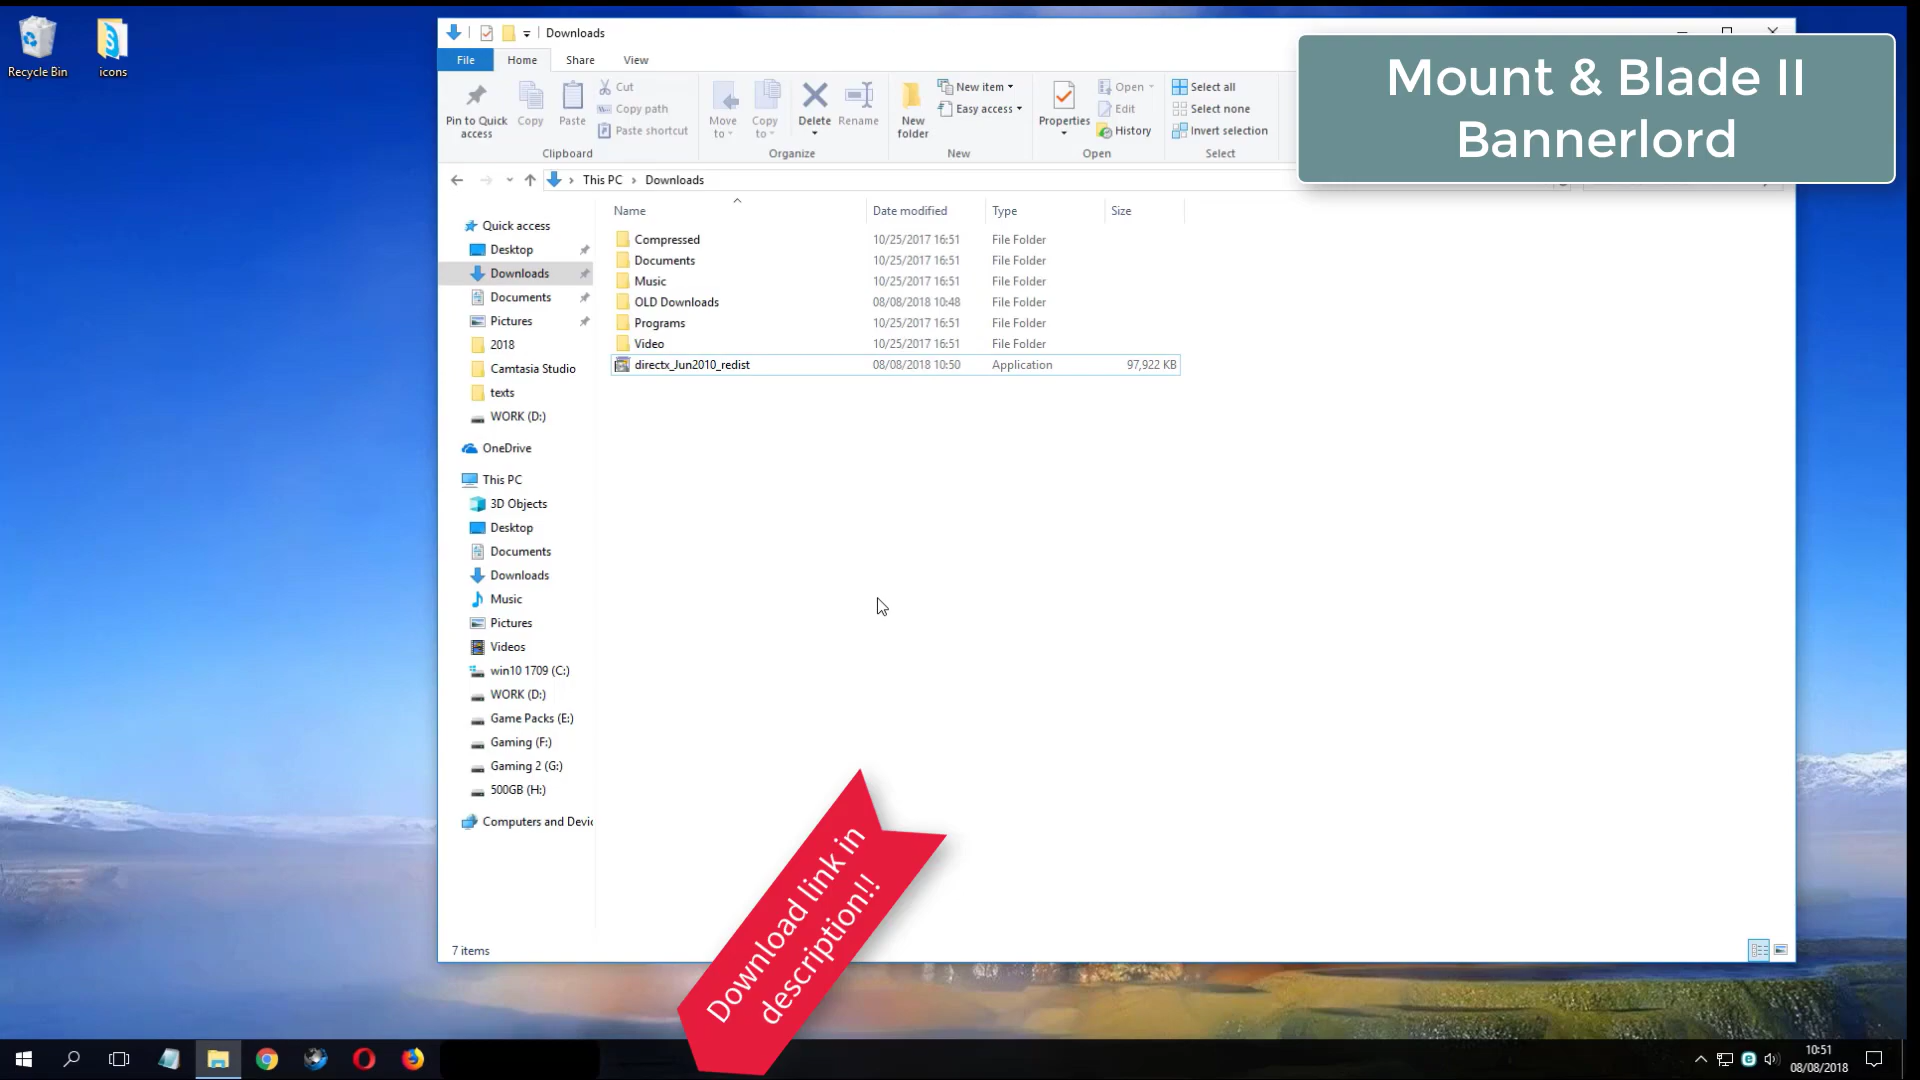 Recycle Bin
icons
Downloads
File
Home
Share
View
Pin to Quick
access
Copy
Paste
Cut
Copy path
Paste shortcut
Clipboard
Move
to
Copy
to
Delete
Rename
Organize
New
folder
New item
Easy access
New
Properties
Open
Edit
History
Open
Select all
Select none
Invert selection
Select
Mount & Blade II
Bannerlord
This PC
Downloads
Name
Date modified
Type
Size
Compressed 10/25/2017 16:51 File Folder
Documents 10/25/2017 16:51 File Folder
Music 10/25/2017 16:51 File Folder
OLD Downloads 08/08/2018 10:48 File Folder
Programs 10/25/2017 16:51 File Folder
Video 10/25/2017 16:51 File Folder
directx_Jun2010_redist 08/08/2018 10:50 Application 97,922 KB
Quick access
Desktop
Downloads
Documents
Pictures
2018
Camtasia Studio
texts
WORK (D:)
OneDrive
This PC
3D Objects
Desktop
Documents
Downloads
Music
Pictures
Videos
win10 1709 (C:)
WORK (D:)
Game Packs (E:)
Gaming (F:)
Gaming 2 (G:)
500GB (H:)
Computers and Devic
7 items
Download link in
description!!
10:51
08/08/2018